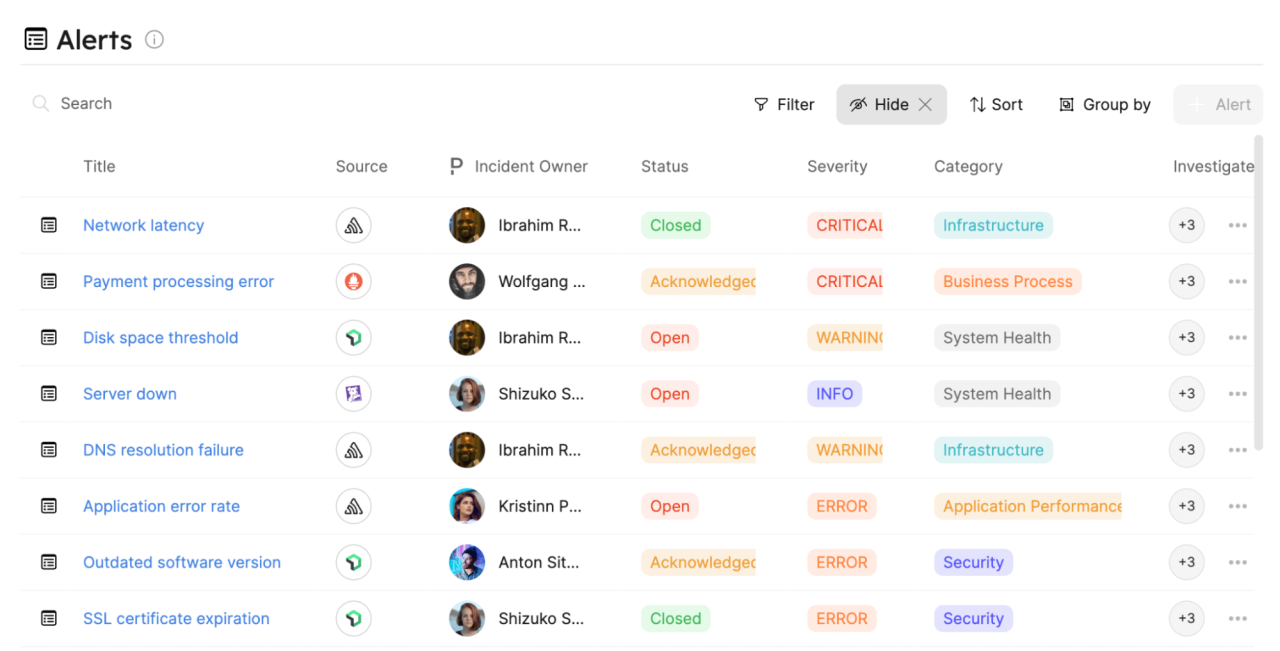 Alerts
Search Filter Hide Sort Group by Alert
Title Source Incident Owner Status Severity Category Investigate
Network latency Ibrahim R... Closed CRITICAL Infrastructure +3
Payment processing error Wolfgang ... Acknowledged CRITICAL Business Process +3
Disk space threshold Ibrahim R... Open WARNING System Health +3
Server down Shizuko S... Open INFO System Health +3
DNS resolution failure Ibrahim R... Acknowledged WARNING Infrastructure +3
Application error rate Kristinn P... Open ERROR Application Performance +3
Outdated software version Anton Sit... Acknowledged ERROR Security +3
SSL certificate expiration Shizuko S... Closed ERROR Security +3